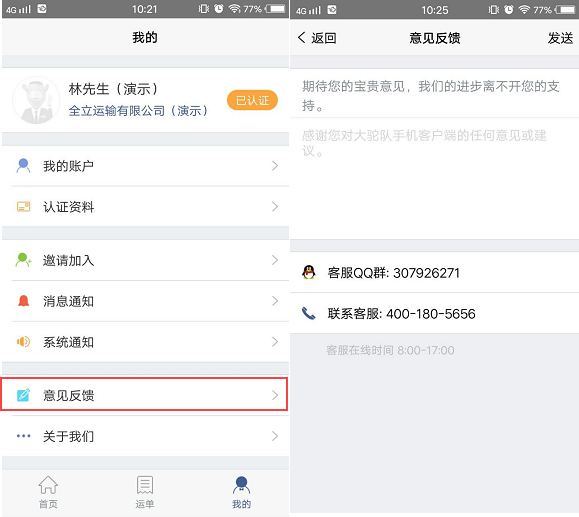 4G 10:21 77%
我的
林先生（演示）
全立运输有限公司（演示）
已认证
我的账户
认证资料
邀请加入
消息通知
系统通知
意见反馈
关于我们
首页 运单 我的
4G 10:25 77%
返回 意见反馈 发送
期待您的宝贵意见，我们的进步离不开您的支
持。
感谢您对大驼队手机客户端的任何意见或建
议。
客服QQ群: 307926271
联系客服: 400-180-5656
客服在线时间 8:00-17:00